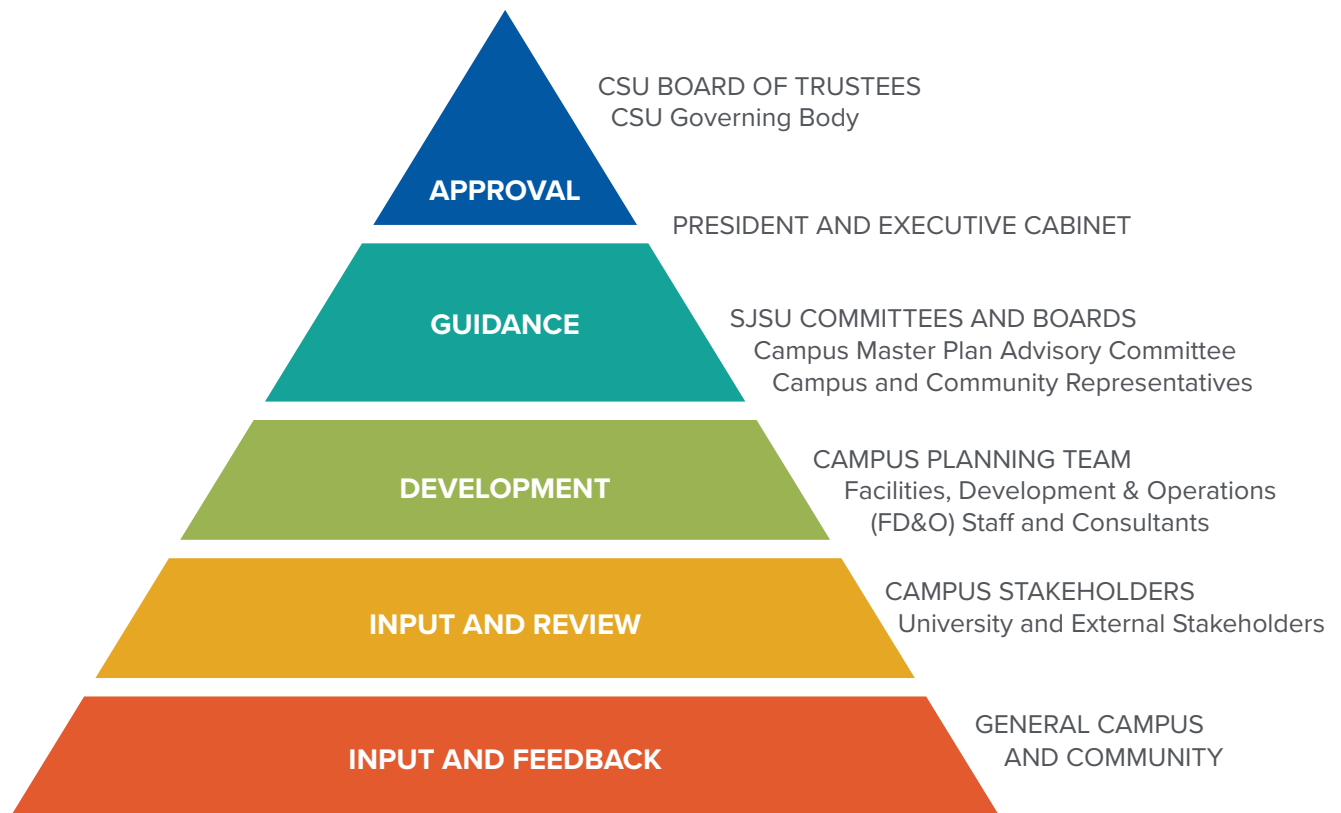 CSU BOARD OF TRUSTEES
CSU Governing Body
APPROVAL
PRESIDENT AND EXECUTIVE CABINET
GUIDANCE
SJSU COMMITTEES AND BOARDS
Campus Master Plan Advisory Committee
Campus and Community Representatives
DEVELOPMENT
CAMPUS PLANNING TEAM
Facilities, Development & Operations
(FD&O) Staff and Consultants
INPUT AND REVIEW
CAMPUS STAKEHOLDERS
University and External Stakeholders
INPUT AND FEEDBACK
GENERAL CAMPUS
AND COMMUNITY